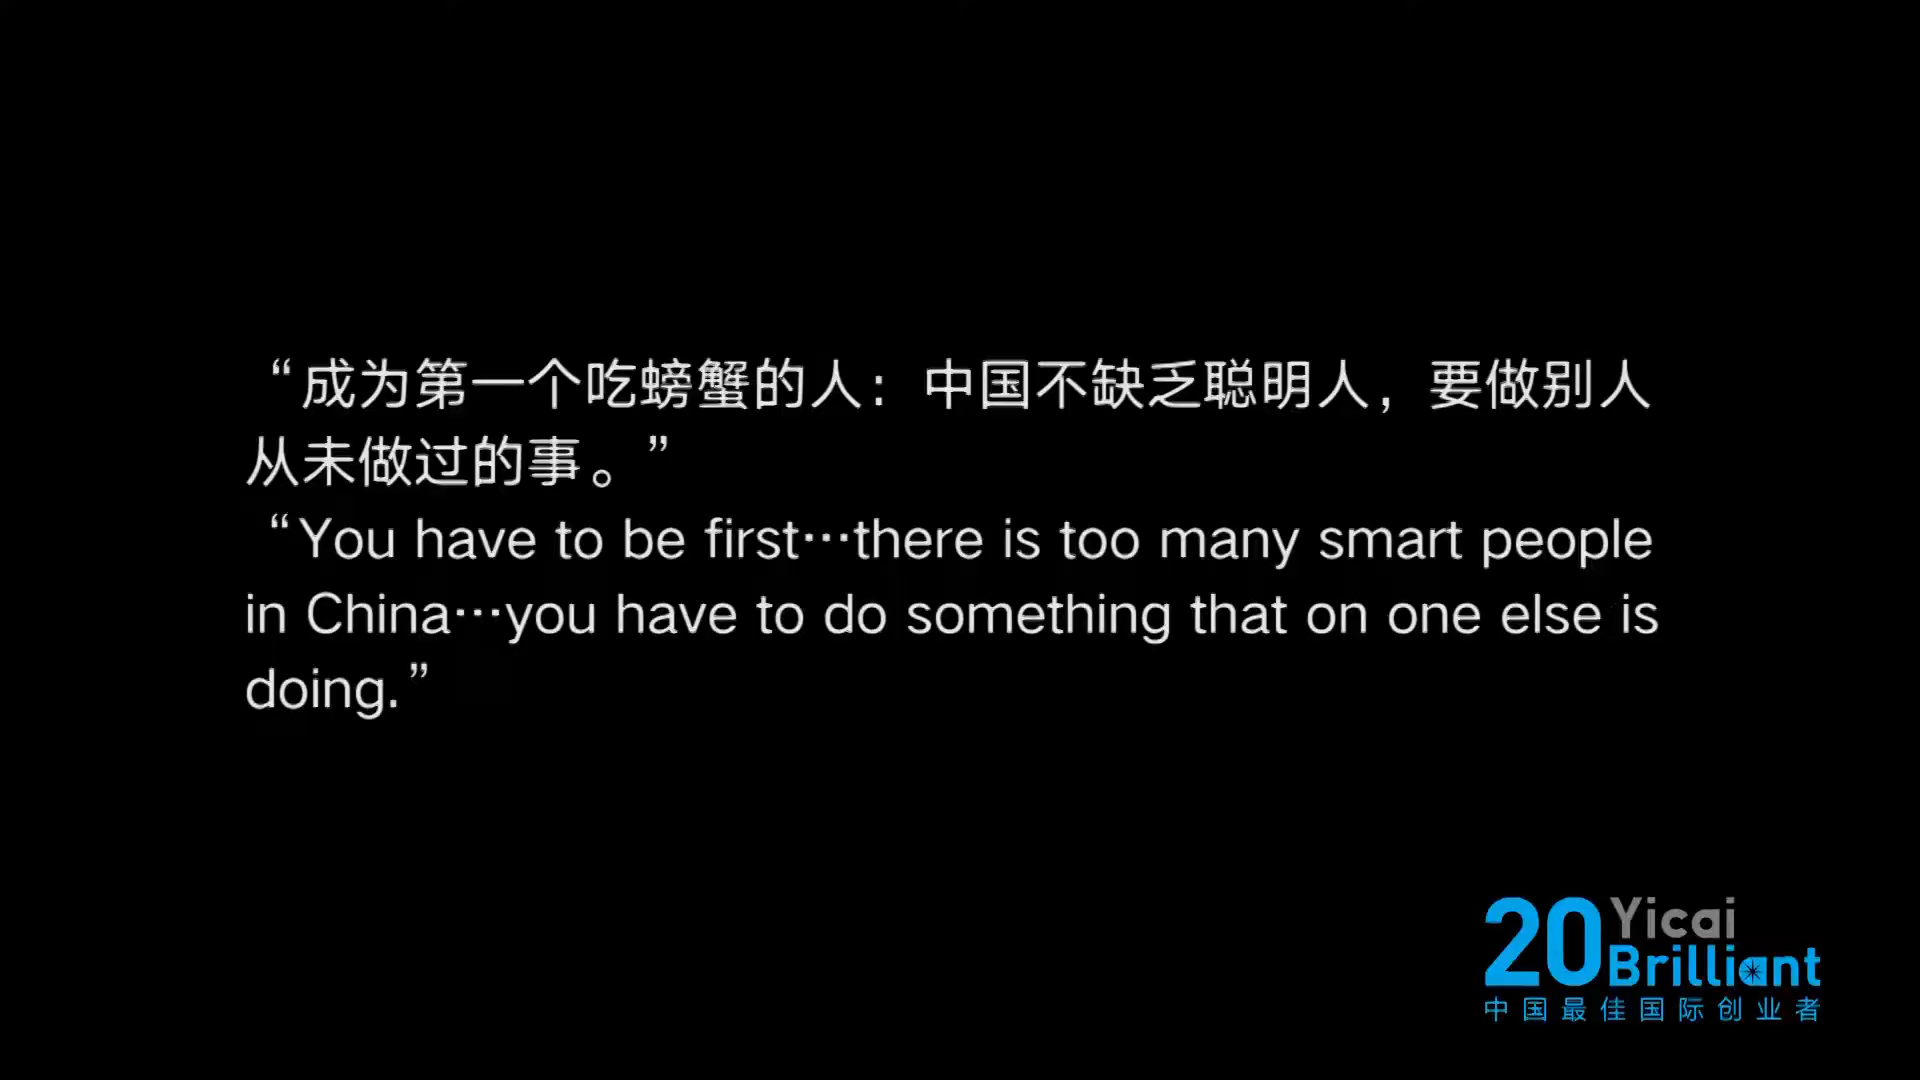 “成为第一个吃螃蟹的人：中国不缺乏聪明人，要做别人
从未做过的事。”
“You have to be first…there is too many smart people
in China…you have to do something that on one else is
doing.”
20 Yicai
Brilliant
中国最佳国际创业者